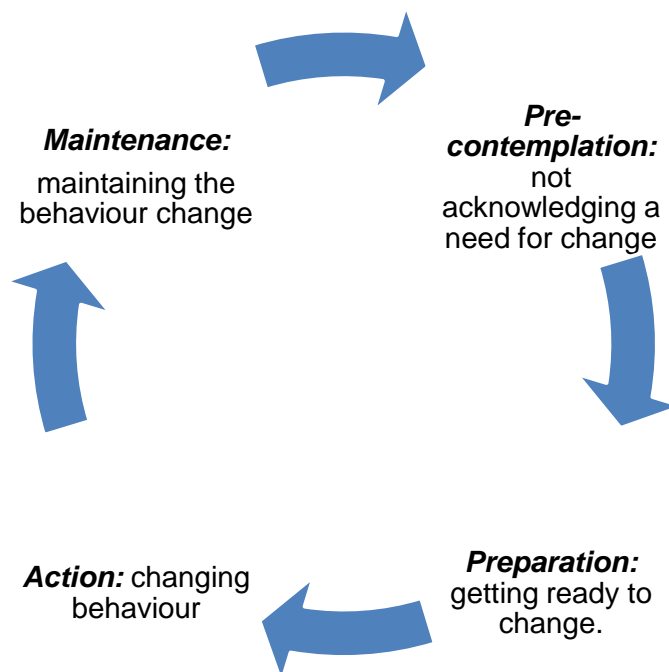 Maintenance:
maintaining the
behaviour change
Pre-
contemplation:
not
acknowledging a
need for change
Preparation:
getting ready to
change.
Action: changing
behaviour